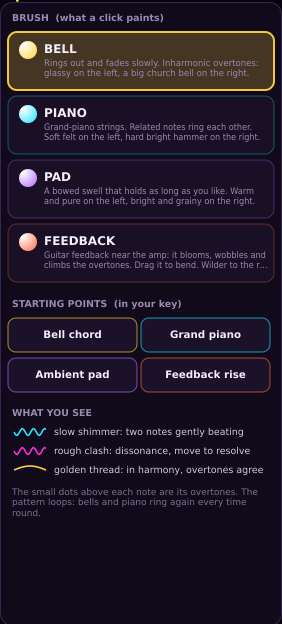 BRUSH (what a click paints)
BELL
Rings out and fades slowly. Inharmonic overtones:
glassy on the left, a big church bell on the right.
PIANO
Grand-piano strings. Related notes ring each other.
Soft felt on the left, hard bright hammer on the right.
PAD
A bowed swell that holds as long as you like. Warm
and pure on the left, bright and grainy on the right.
FEEDBACK
Guitar feedback near the amp: it blooms, wobbles and
climbs the overtones. Drag it to bend. Wilder to the r...
STARTING POINTS (in your key)
Bell chord
Grand piano
Ambient pad
Feedback rise
WHAT YOU SEE
slow shimmer: two notes gently beating
rough clash: dissonance, move to resolve
golden thread: in harmony, overtones agree
The small dots above each note are its overtones. The
pattern loops: bells and piano ring again every time
round.